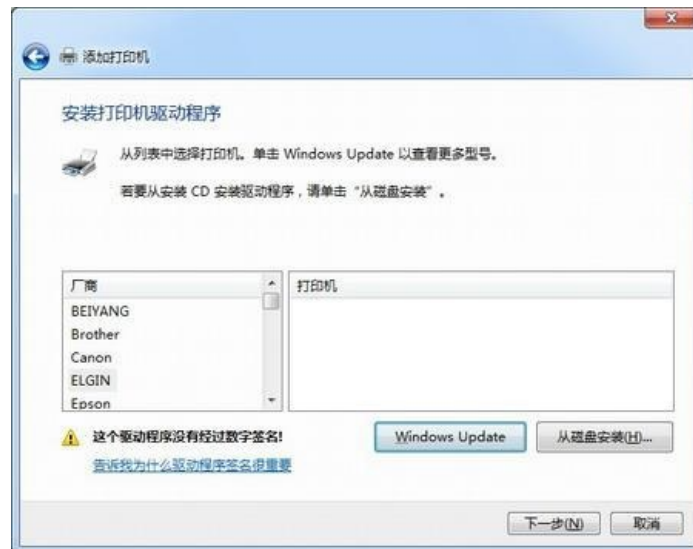 添加打印机
安装打印机驱动程序
从列表中选择打印机。单击 Windows Update 以查看更多型号。
若要从安装 CD 安装驱动程序，请单击“从磁盘安装”。
厂商
打印机
BEIYANG
Brother
Canon
ELGIN
Epson
这个驱动程序没有经过数字签名!
Windows Update
从磁盘安装(H)...
告诉我为什么驱动程序签名很重要
下一步(N)
取消